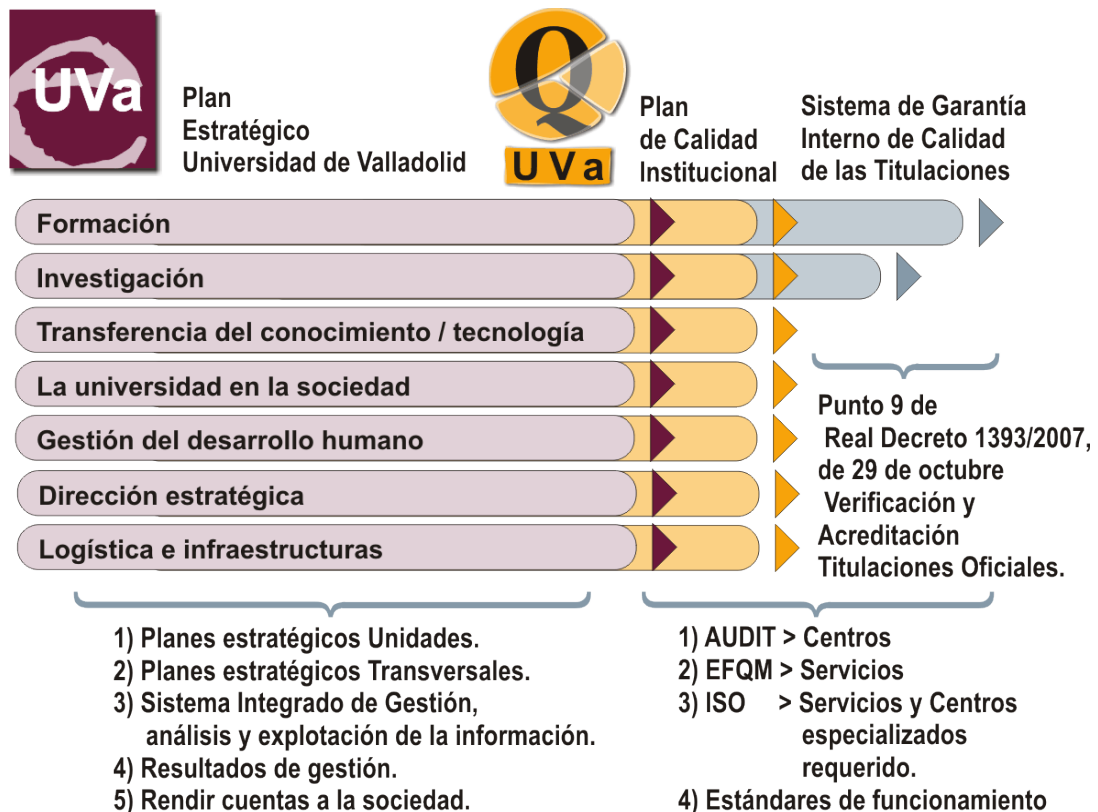 UVa
Plan
Estratégico
Universidad de Valladolid
Q
UVa
Plan
de Calidad
Institucional
Sistema de Garantía
Interno de Calidad
de las Titulaciones
Formación
Investigación
Transferencia del conocimiento / tecnología
La universidad en la sociedad
Gestión del desarrollo humano
Dirección estratégica
Logística e infraestructuras
Punto 9 de
Real Decreto 1393/2007,
de 29 de octubre
Verificación y
Acreditación
Titulaciones Oficiales.
1) Planes estratégicos Unidades.
2) Planes estratégicos Transversales.
3) Sistema Integrado de Gestión,
análisis y explotación de la información.
4) Resultados de gestión.
5) Rendir cuentas a la sociedad.
1) AUDIT > Centros
2) EFQM > Servicios
3) ISO > Servicios y Centros
especializados
requerido.
4) Estándares de funcionamiento